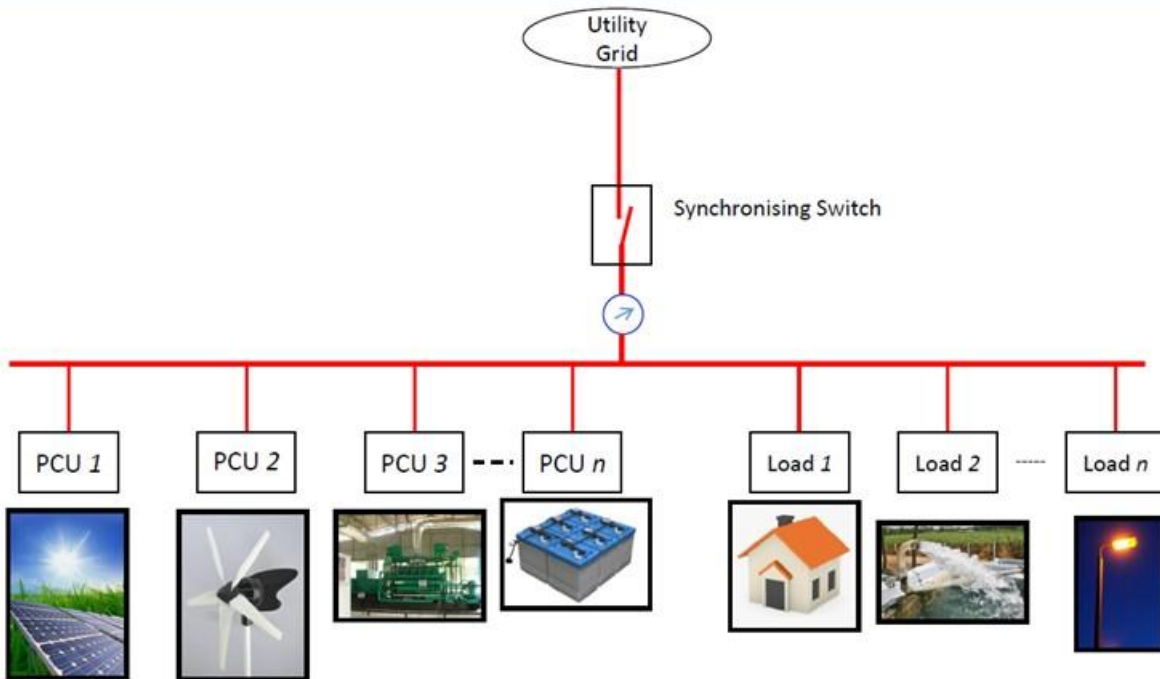 Utility
Grid
Synchronising Switch
PCU 1
PCU 2
PCU 3
PCU n
Load 1
Load 2
Load n